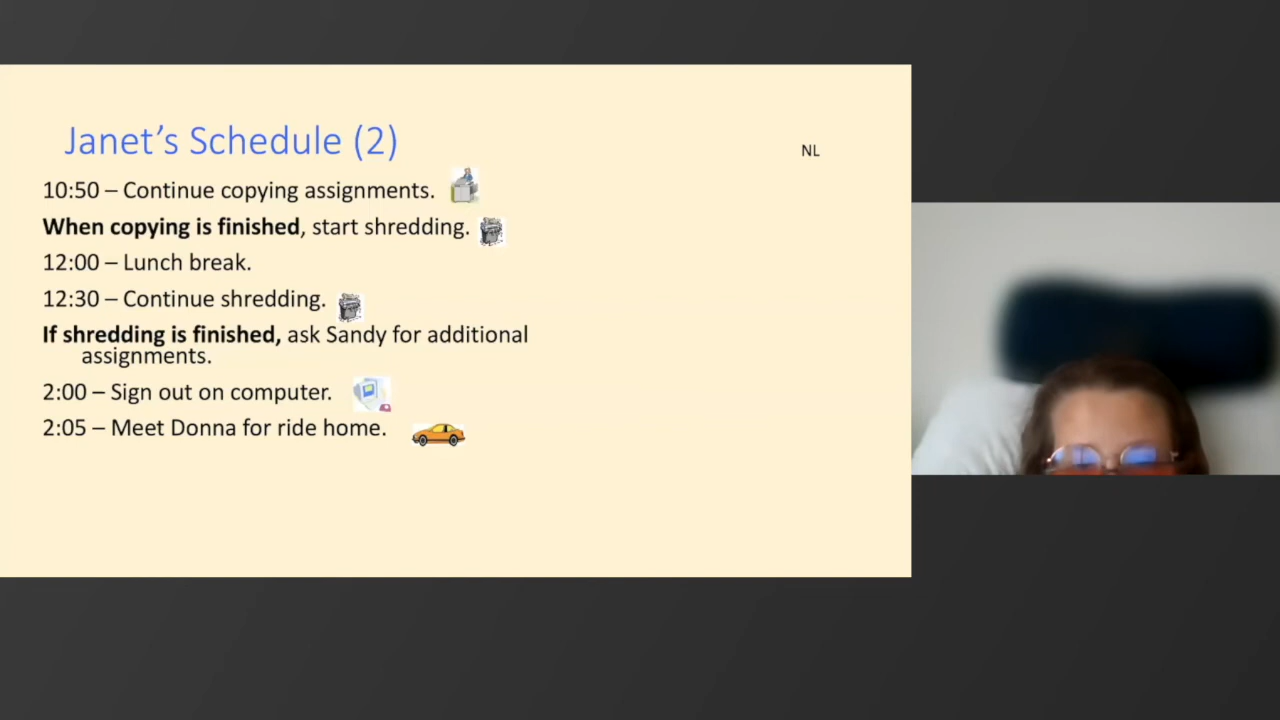 Janet's Schedule (2)
NL
10:50 – Continue copying assignments.
When copying is finished, start shredding.
12:00 – Lunch break.
12:30 – Continue shredding.
If shredding is finished, ask Sandy for additional
assignments.
2:00 – Sign out on computer.
2:05 – Meet Donna for ride home.